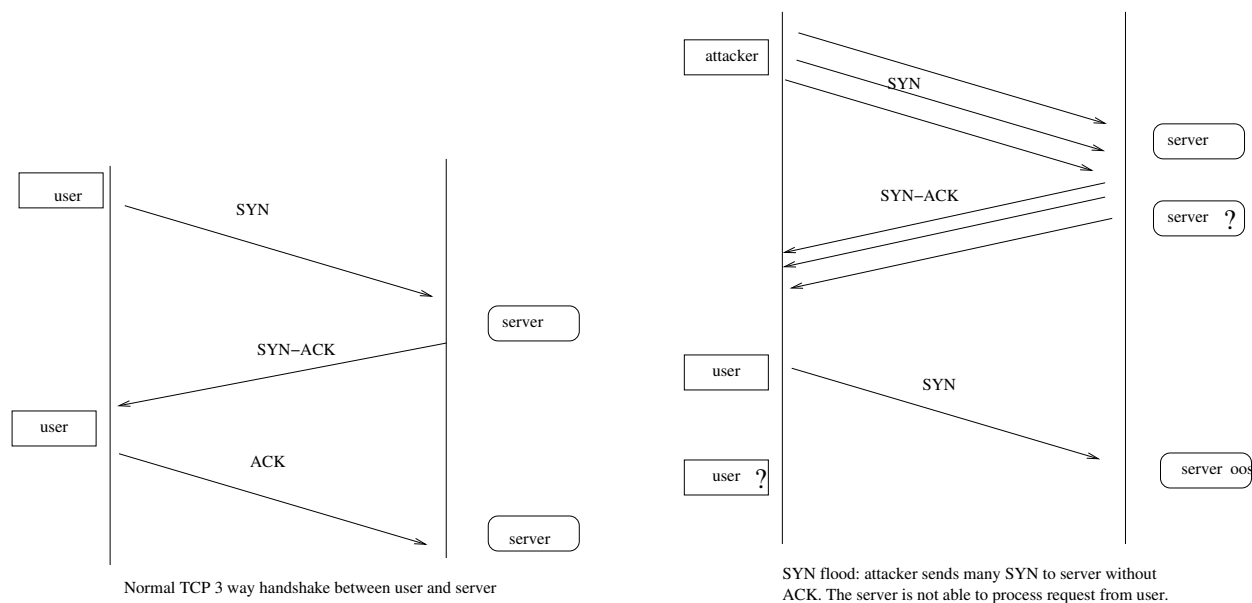 user
SYN
server
SYN−ACK
user
ACK
server
Normal TCP 3 way handshake between user and server
attacker
SYN
server
SYN−ACK
server ?
user
SYN
server oos
user ?
SYN flood: attacker sends many SYN to server without
ACK. The server is not able to process request from user.